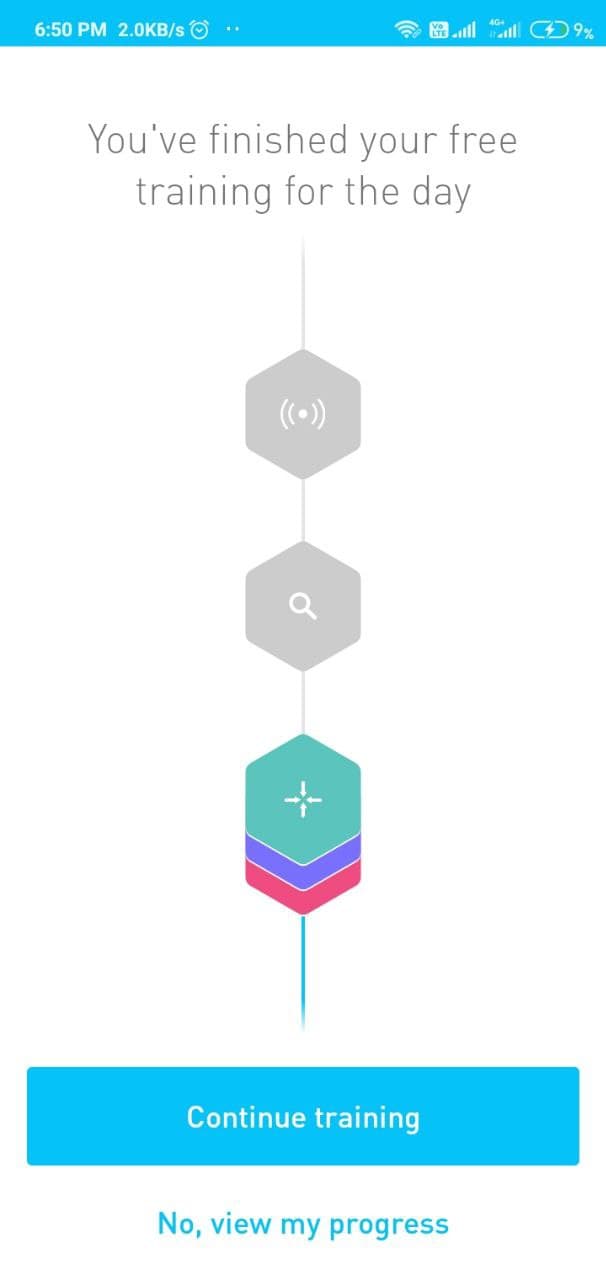 6:50 PM 2.0KB/s
Vo LTE 4G+ 9%
You've finished your free
training for the day
Continue training
No, view my progress